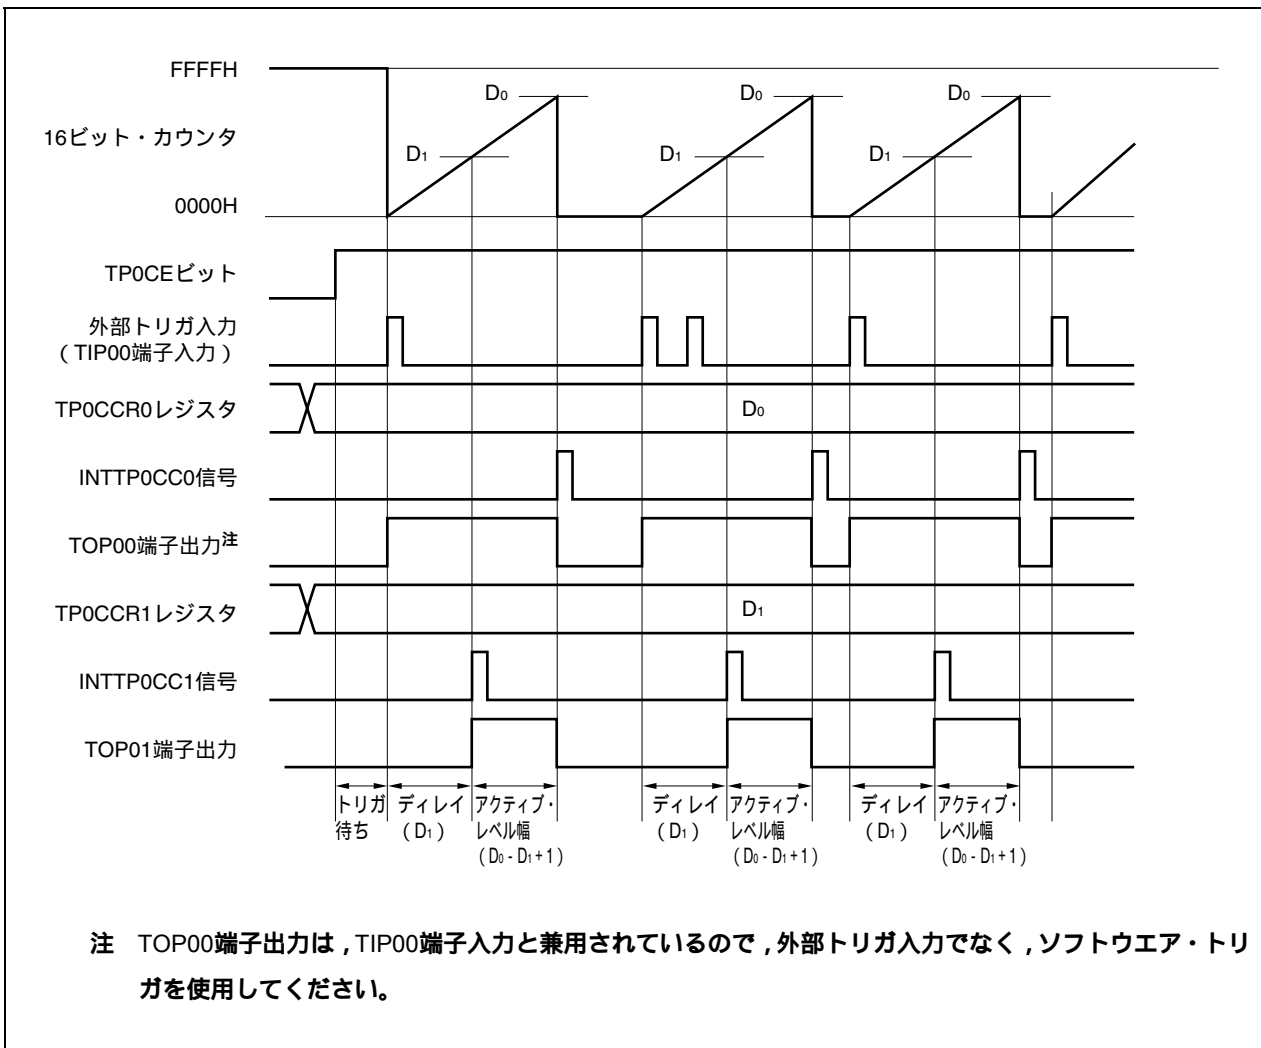 FFFFH
D0 D0 D0
16ビット・カウンタ
D1 D1 D1
0000H
TP0CEビット
外部トリガ入力
(TIP00端子入力)
TP0CCR0レジスタ D0
INTTP0CC0信号
TOP00端子出力注
TP0CCR1レジスタ D1
INTTP0CC1信号
TOP01端子出力
トリガ
待ち
ディレイ
(D1)
アクティブ・
レベル幅
(D0 - D1 + 1)
ディレイ
(D1)
アクティブ・
レベル幅
(D0 - D1 + 1)
ディレイ
(D1)
アクティブ・
レベル幅
(D0 - D1 + 1)
注 TOP00端子出力は,TIP00端子入力と兼用されているので,外部トリガ入力でなく,ソフトウエア・トリ
ガを使用してください。